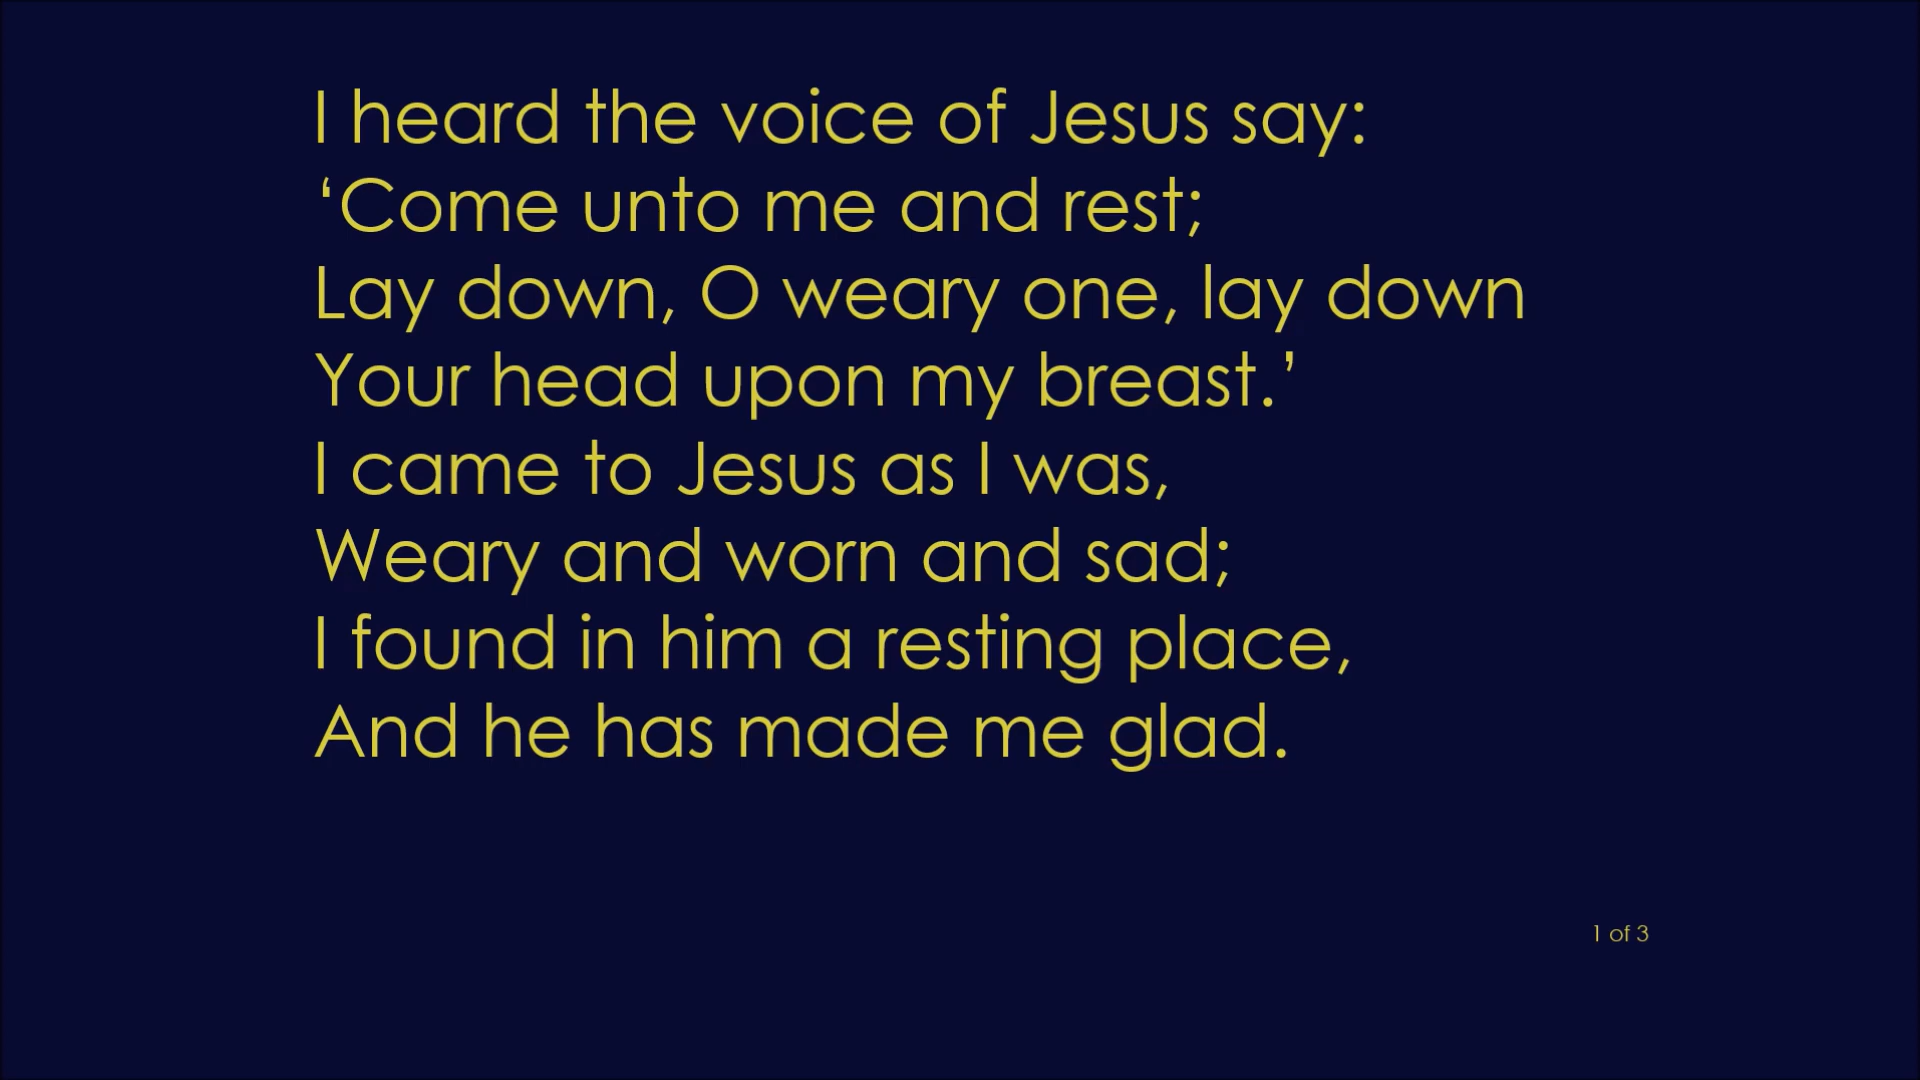 I heard the voice of Jesus say:
‘Come unto me and rest;
Lay down, O weary one, lay down
Your head upon my breast.’
I came to Jesus as I was,
Weary and worn and sad;
I found in him a resting place,
And he has made me glad.
1 of 3